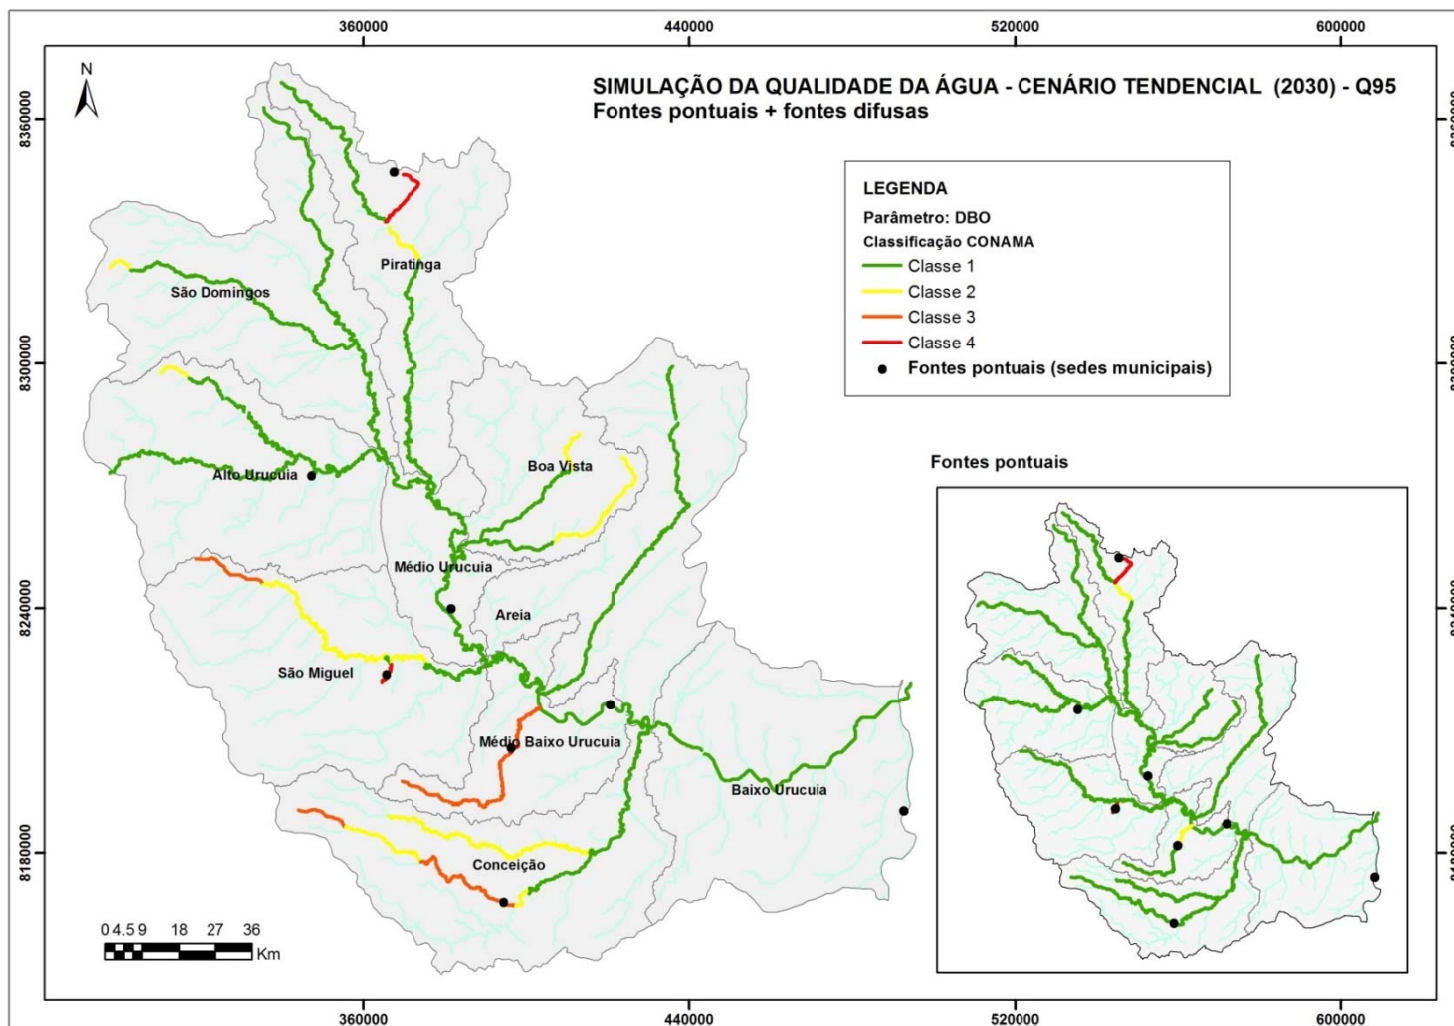 360000
440000
520000
600000
N
SIMULAÇÃO DA QUALIDADE DA ÁGUA - CENÁRIO TENDENCIAL (2030) - Q95
Fontes pontuais + fontes difusas
8360000
LEGENDA
Parâmetro: DBO
Classificação CONAMA
Classe 1
Classe 2
Classe 3
Classe 4
Fontes pontuais (sedes municipais)
Piratinga
São Domingos
8300000
Boa Vista
Alto Urucuia
Fontes pontuais
Médio Urucuia
8240000
Areia
São Miguel
Médio Baixo Urucuia
Baixo Urucuia
8180000
Conceição
0 4.5 9 18 27 36
Km
360000
440000
520000
600000